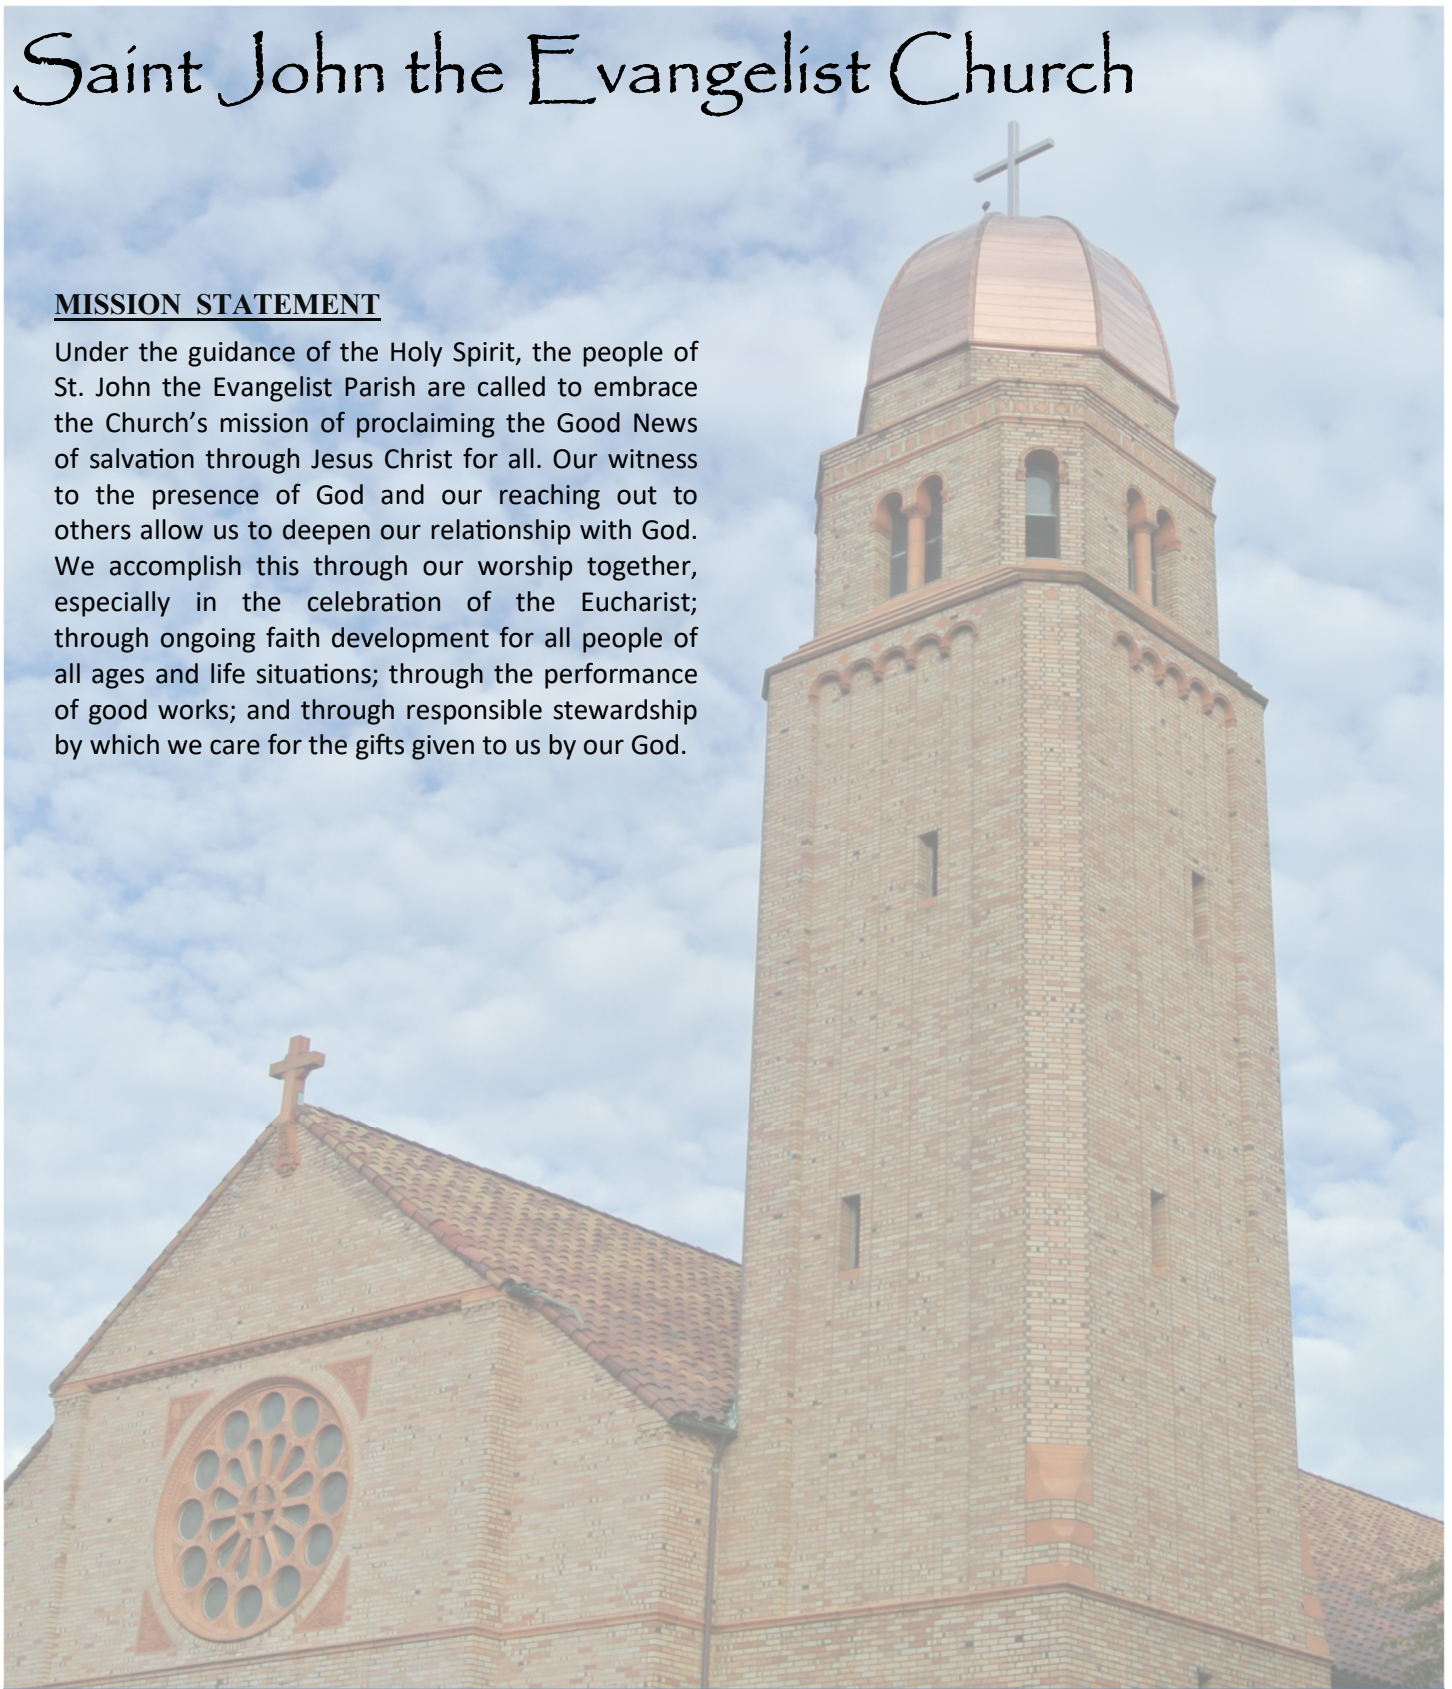 Saint John the Evangelist Church
MISSION STATEMENT
Under the guidance of the Holy Spirit, the people of
St. John the Evangelist Parish are called to embrace
the Church’s mission of proclaiming the Good News
of salvation through Jesus Christ for all. Our witness
to the presence of God and our reaching out to
others allow us to deepen our relationship with God.
We accomplish this through our worship together,
especially in the celebration of the Eucharist;
through ongoing faith development for all people of
all ages and life situations; through the performance
of good works; and through responsible stewardship
by which we care for the gifts given to us by our God.